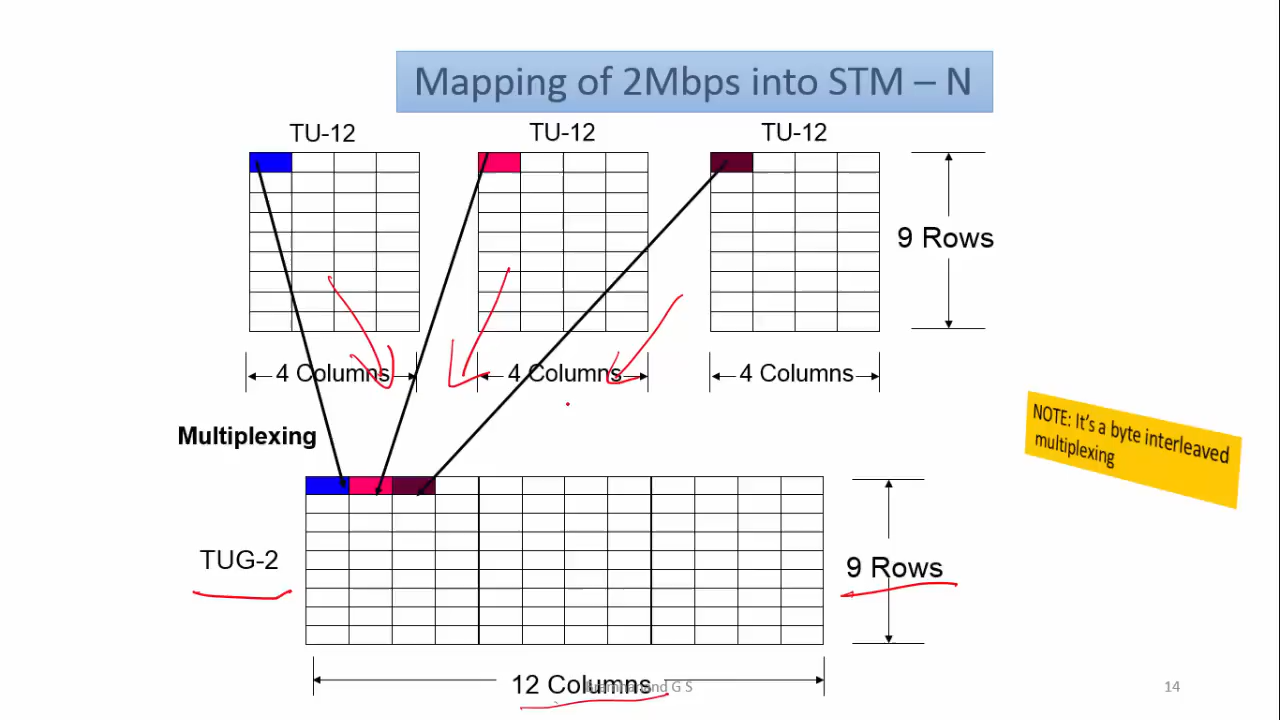 Mapping of 2Mbps into STM – N
TU-12
TU-12
TU-12
9 Rows
4 Columns
4 Columns
4 Columns
Multiplexing
NOTE: It's a byte interleaved
multiplexing
TUG-2
9 Rows
12 Columns
G S
14